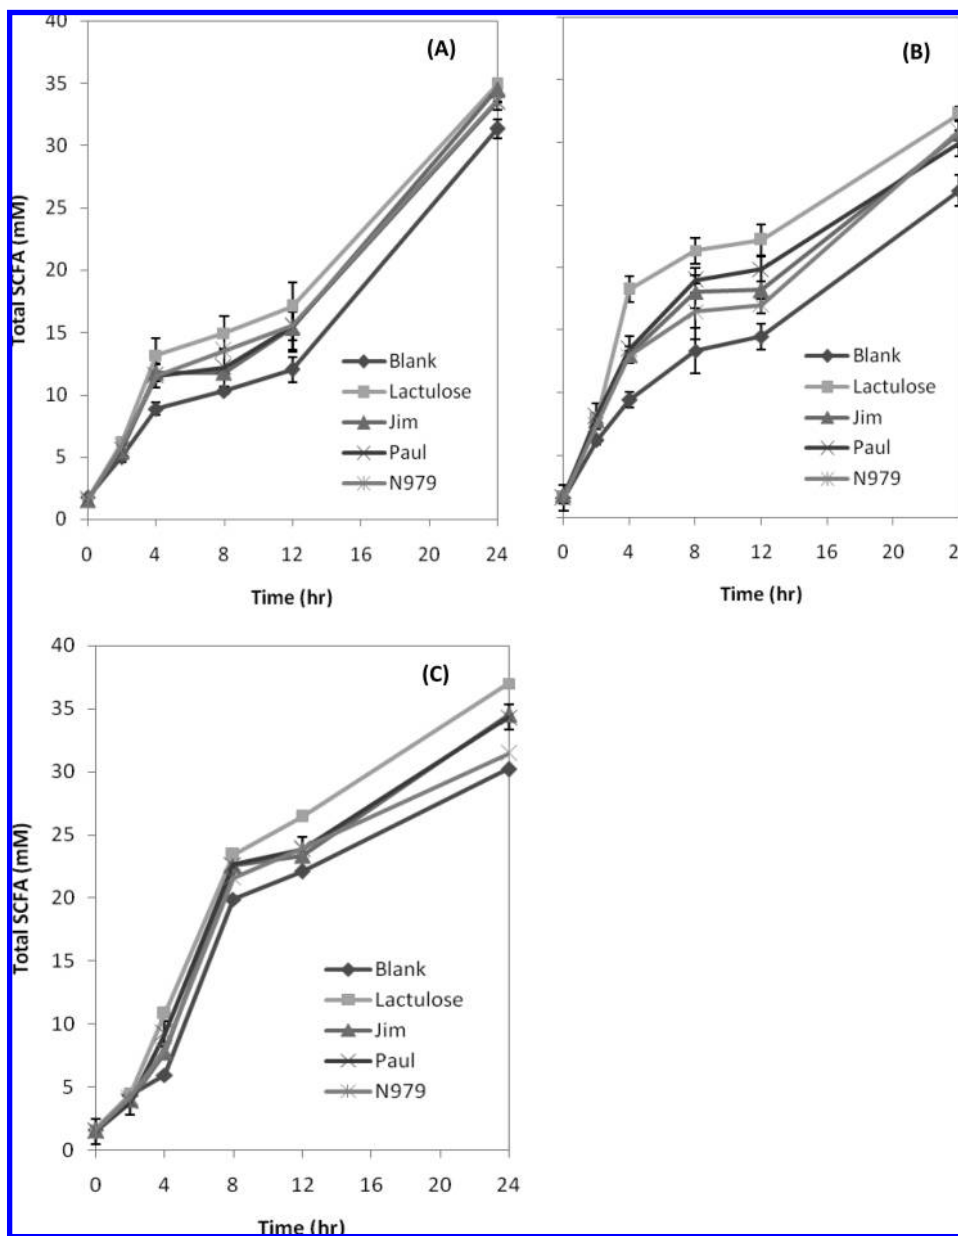 (A)
Total SCFA (mM)
40
35
30
25
20
15
10
5
0
Blank
Lactulose
Jim
Paul
N979
0 4 8 12 16 20 24
Time (hr)
(B)
Blank
Lactulose
Jim
Paul
N979
0 4 8 12 16 20
Time (hr)
(C)
Total SCFA (mM)
40
35
30
25
20
15
10
5
0
Blank
Lactulose
Jim
Paul
N979
0 4 8 12 16 20 24
Time (hr)